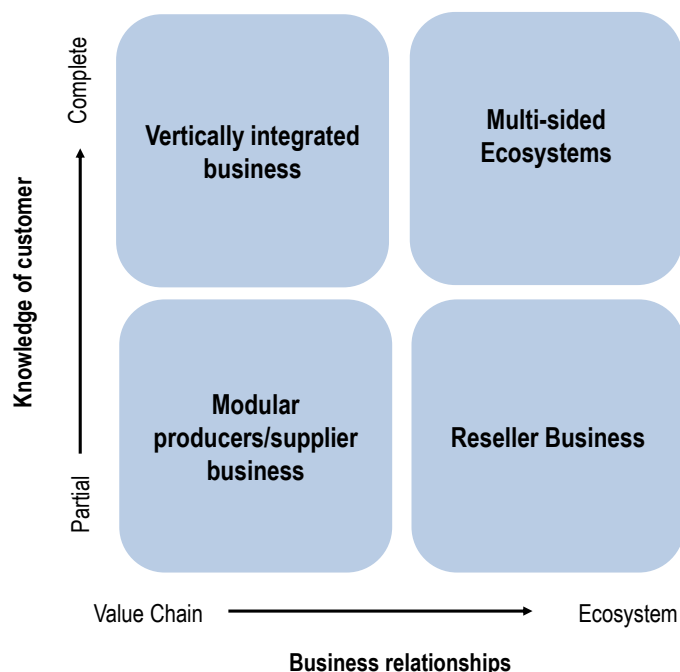 Complete
Knowledge of customer
Partial
Vertically integrated
business
Multi-sided
Ecosystems
Modular
producers/supplier
business
Reseller Business
Value Chain
Ecosystem
Business relationships